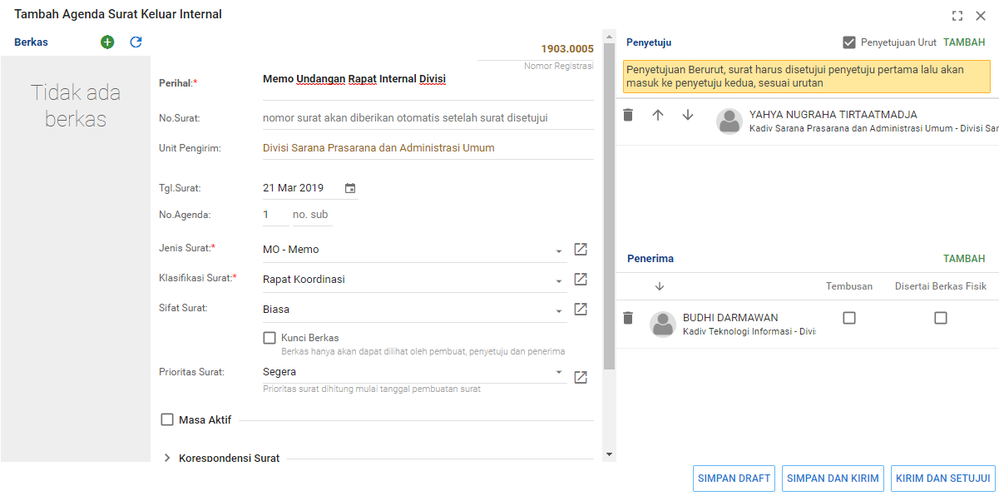 Tambah Agenda Surat Keluar Internal
Berkas
Tidak ada
berkas
1903.0005
Nomor Registrasi
Perihal:*
Memo Undangan Rapat Internal Divisi
No.Surat:
nomor surat akan diberikan otomatis setelah surat disetujui
Unit Pengirim:
Divisi Sarana Prasarana dan Administrasi Umum
Tgl.Surat:
21 Mar 2019
No.Agenda:
1 no. sub
Jenis Surat:*
MO - Memo
Klasifikasi Surat:*
Rapat Koordinasi
Sifat Surat:
Biasa
Kunci Berkas
Berkas hanya akan dapat dilihat oleh pembuat, penyetuju dan penerima
Prioritas Surat:
Segera
Prioritas surat dihitung mulai tanggal pembuatan surat
Masa Aktif
Korespondensi Surat
Penyetuju
Penyetujuan Urut TAMBAH
Penyetujuan Berurut, surat harus disetujui penyetuju pertama lalu akan
masuk ke penyetuju kedua, sesuai urutan
YAHYA NUGRAHA TIRTAATMADJA
Kadiv Sarana Prasarana dan Administrasi Umum - Divisi Sar
Penerima
TAMBAH
Tembusan
Disertai Berkas Fisik
BUDHI DARMAWAN
Kadiv Teknologi Informasi - Divis
SIMPAN DRAFT
SIMPAN DAN KIRIM
KIRIM DAN SETUJUI